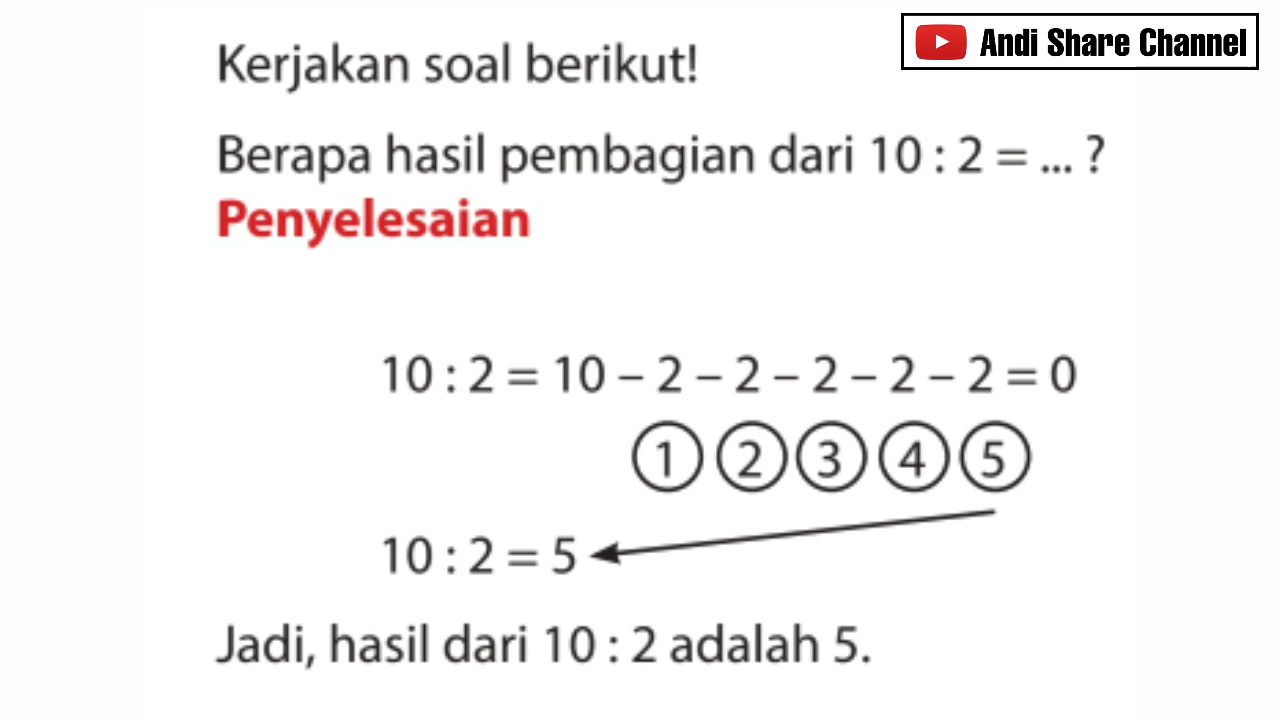 Andi Share Channel
Kerjakan soal berikut!
Berapa hasil pembagian dari 10 : 2 = ... ?
Penyelesaian
10 : 2 = 10 – 2 – 2 – 2 – 2 – 2 = 0
1 2 3 4 5
10 : 2 = 5
Jadi, hasil dari 10 : 2 adalah 5.